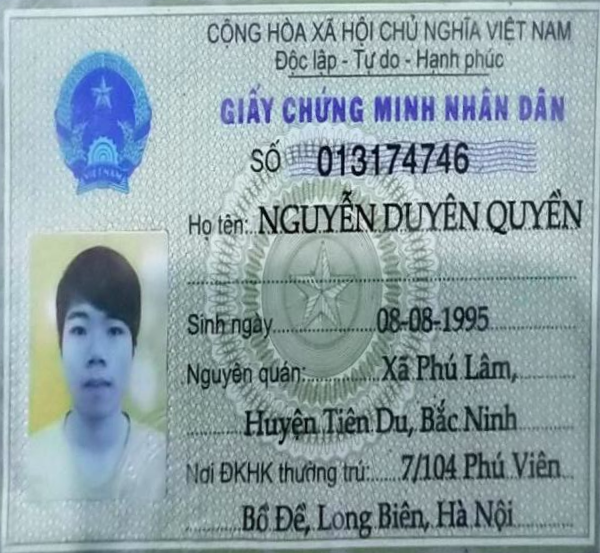 CỘNG HÒA XÃ HỘI CHỦ NGHĨA VIỆT NAM
Độc lập - Tự do - Hạnh phúc
GIẤY CHỨNG MINH NHÂN DÂN
SỐ 013174746
Họ tên: NGUYỄN DUYÊN QUYỀN
Sinh ngày 08-08-1995
Nguyên quán: Xã Phú Lâm,
Huyện Tiên Du, Bắc Ninh
Nơi ĐKHK thường trú: 7/104 Phú Viên
Bồ Đề, Long Biên, Hà Nội
VIỆT NAM